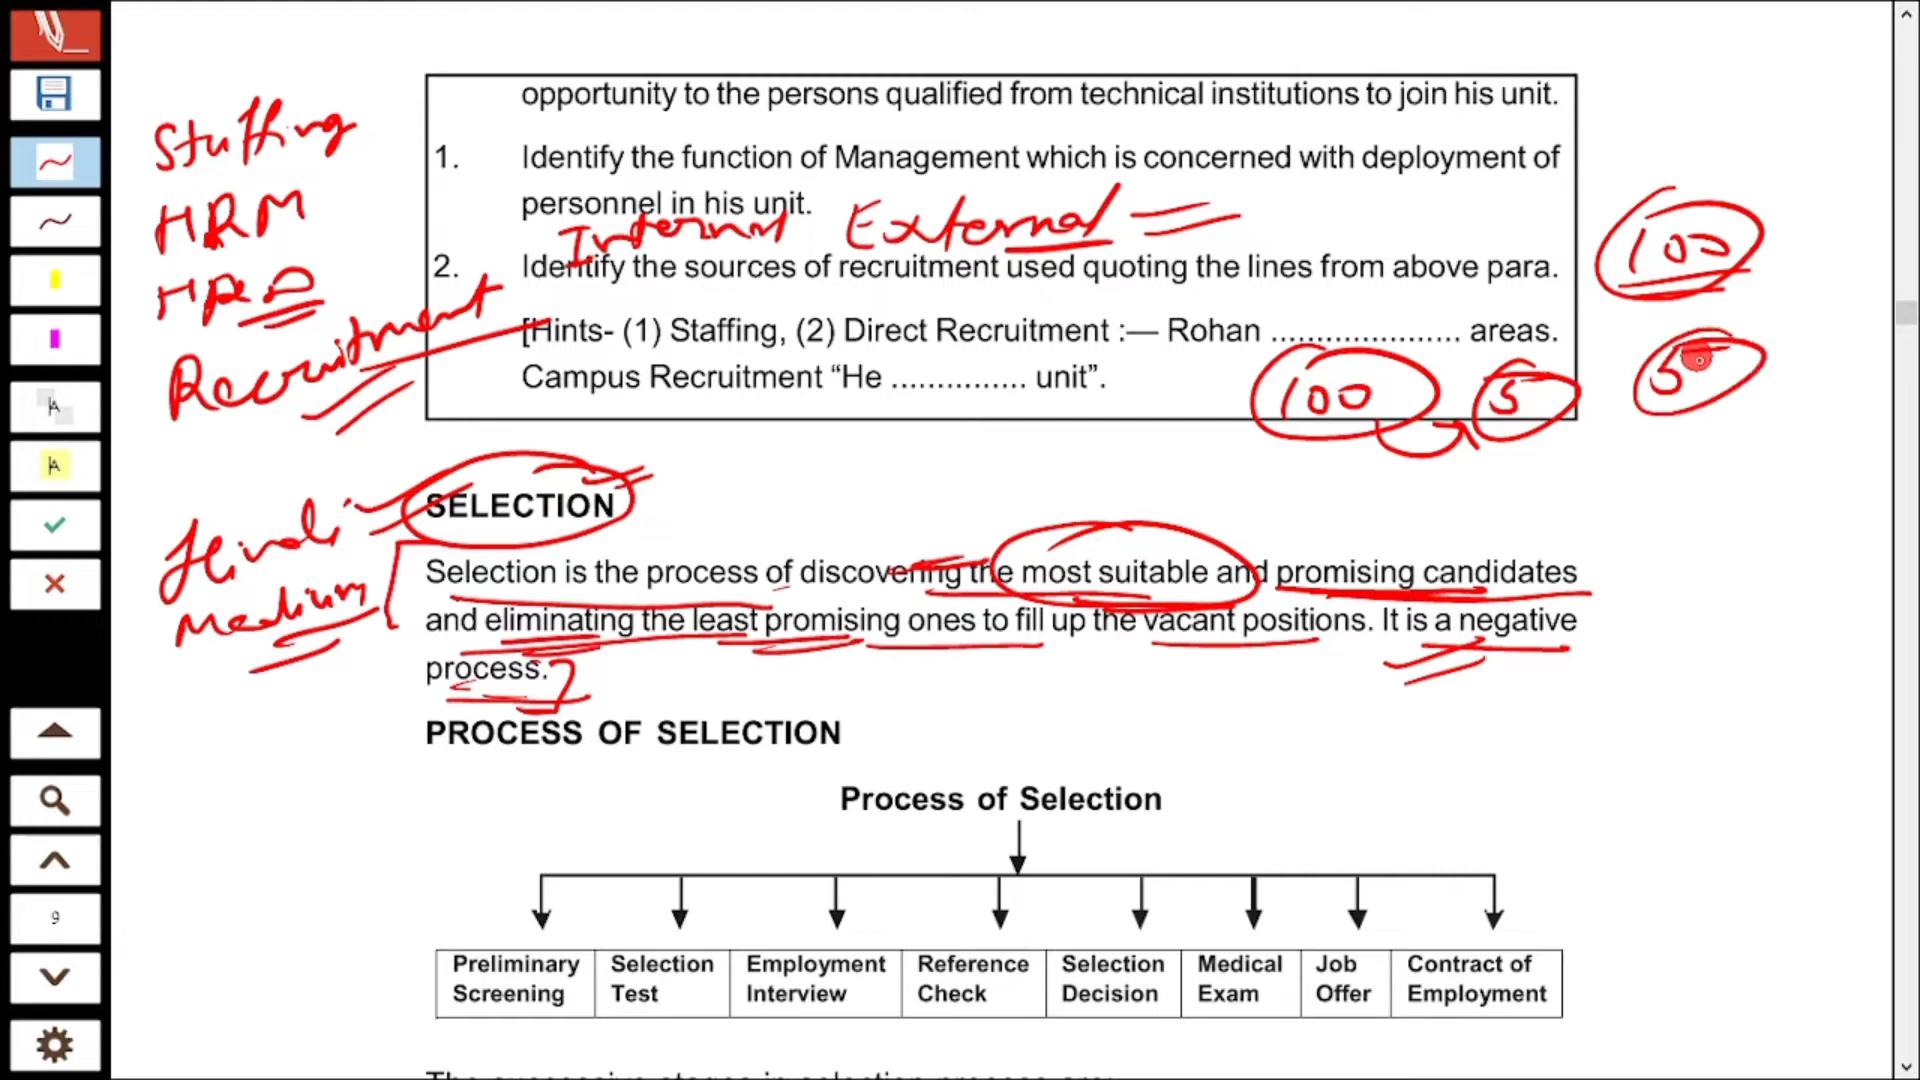 opportunity to the persons qualified from technical institutions to join his unit.
1. Identify the function of Management which is concerned with deployment of
personnel in his unit.
Internal External
2. Identify the sources of recruitment used quoting the lines from above para.
[Hints- (1) Staffing, (2) Direct Recruitment :— Rohan ..................... areas.
Campus Recruitment “He ............... unit”.
Staffing
HRM
HRD
Recruitment
100
5
100 5
Hindi
Medium
SELECTION
Selection is the process of discovering the most suitable and promising candidates
and eliminating the least promising ones to fill up the vacant positions. It is a negative
process.
PROCESS OF SELECTION
Process of Selection
Preliminary Screening
Selection Test
Employment Interview
Reference Check
Selection Decision
Medical Exam
Job Offer
Contract of Employment
9